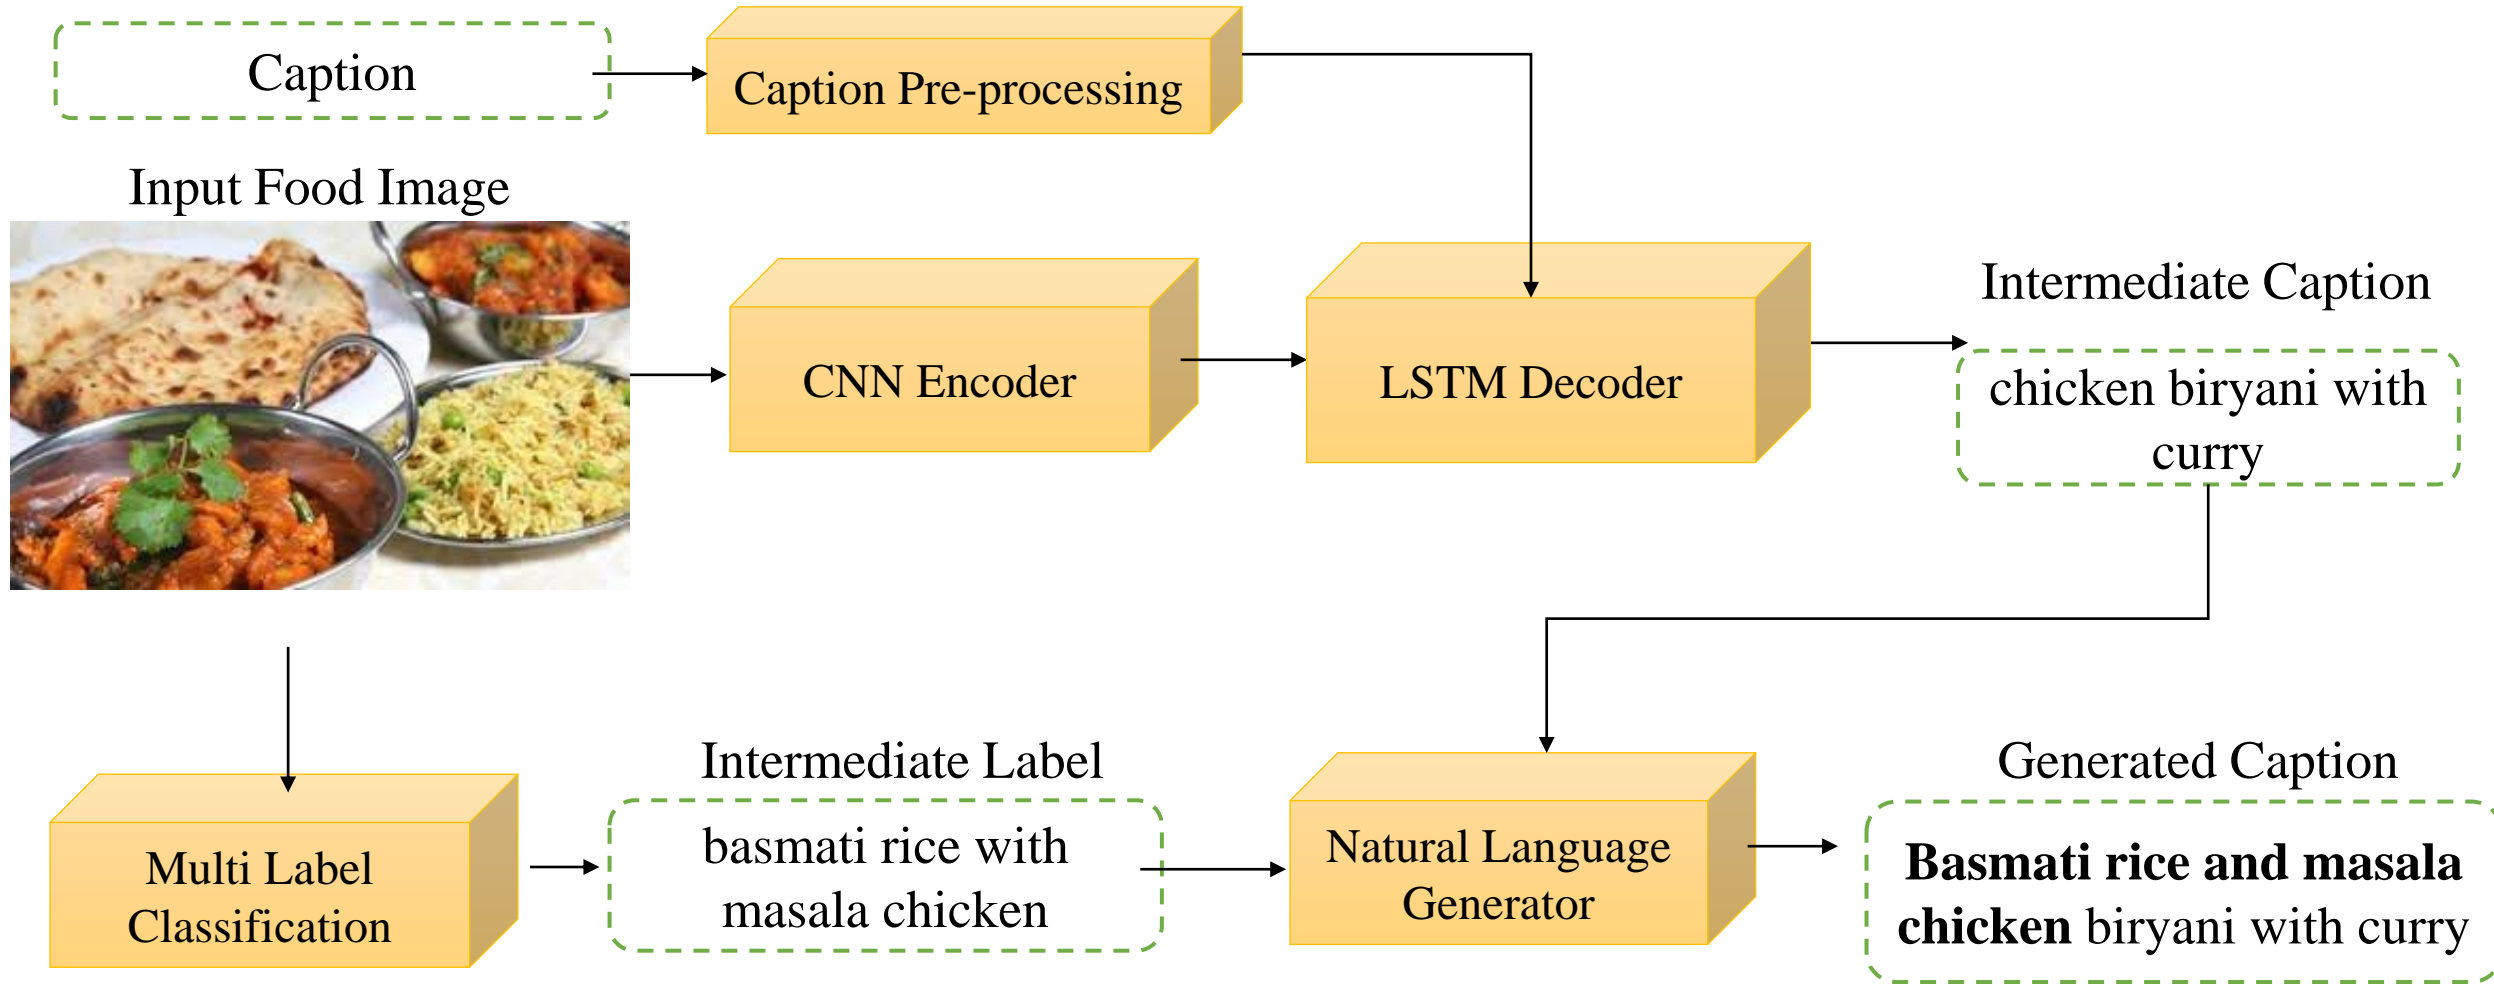 Caption
Caption Pre-processing
Input Food Image
CNN Encoder
LSTM Decoder
Intermediate Caption
chicken biryani with
curry
Multi Label
Classification
Intermediate Label
basmati rice with
masala chicken
Natural Language
Generator
Generated Caption
Basmati rice and masala
chicken biryani with curry